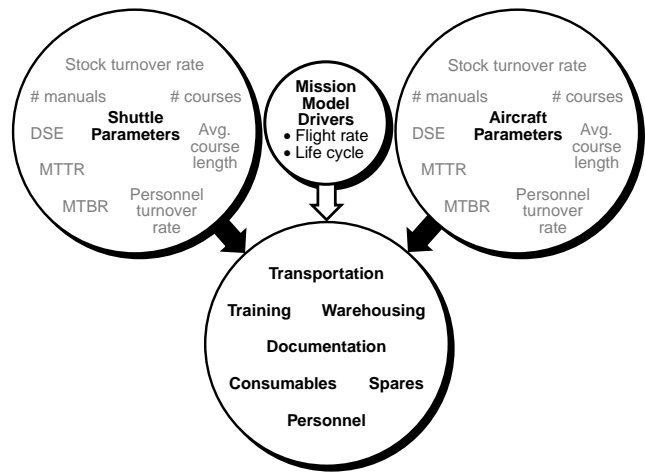 Stock turnover rate
# manuals
# courses
Shuttle
Parameters
DSE
Avg.
course
length
MTTR
MTBR
Personnel
turnover
rate
Mission
Model
Drivers
• Flight rate
• Life cycle
Stock turnover rate
# manuals
# courses
Aircraft
Parameters
DSE
Avg.
course
length
MTTR
MTBR
Personnel
turnover
rate
Transportation
Training Warehousing
Documentation
Consumables Spares
Personnel